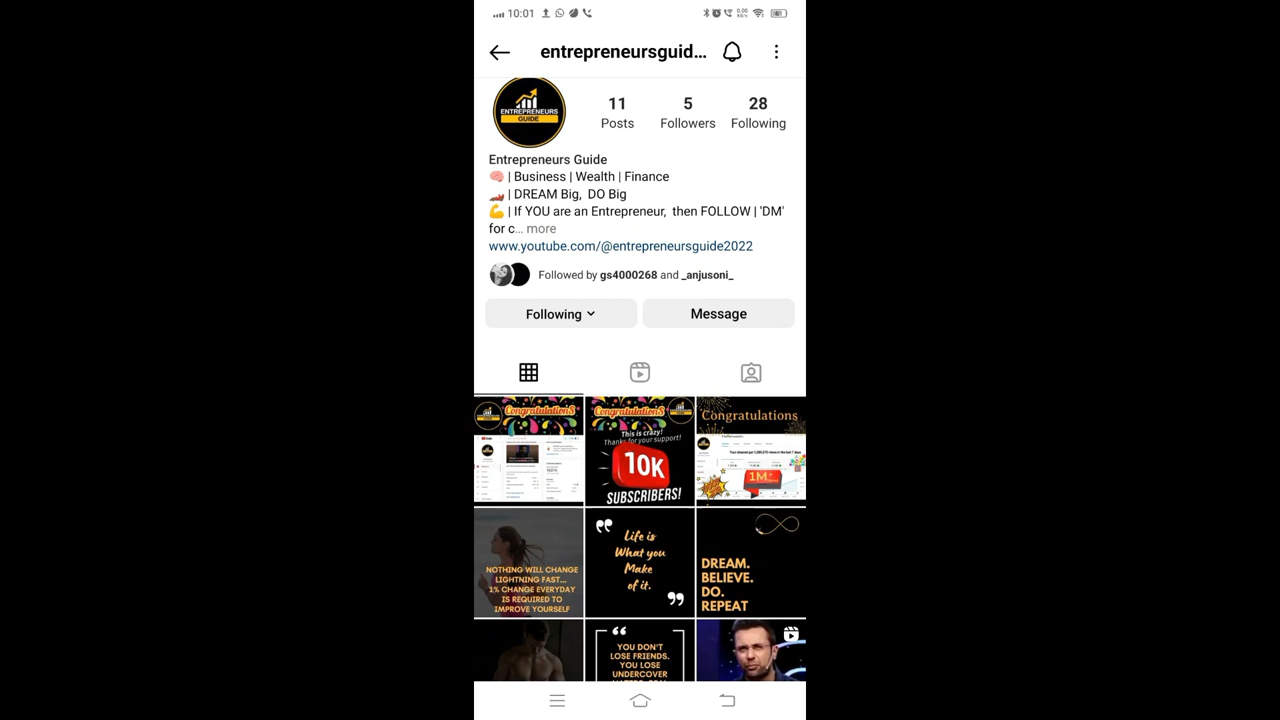 10:01
0.06
KB/s
entrepreneursguid...
ENTREPRENEURS
GUIDE
11
Posts
5
Followers
28
Following
Entrepreneurs Guide
🧠 | Business | Wealth | Finance
🏎️ | DREAM Big,  DO Big
💪 | If YOU are an Entrepreneur,  then FOLLOW | 'DM'
for c... more
www.youtube.com/@entrepreneursguide2022
Followed by gs4000268 and _anjusoni_
Following
Message
Congratulations
Congratulations
This is crazy!
Thanks for your support!
10K
SUBSCRIBERS!
Congratulations
1M
NOTHING WILL CHANGE
LIGHTNING FAST...
1% CHANGE EVERYDAY
IS REQUIRED TO
IMPROVE YOURSELF
“
Life is
What you
Make
of it.
”
DREAM.
BELIEVE.
DO.
REPEAT
“
YOU DON'T
LOSE FRIENDS.
YOU LOSE
UNDERCOVER